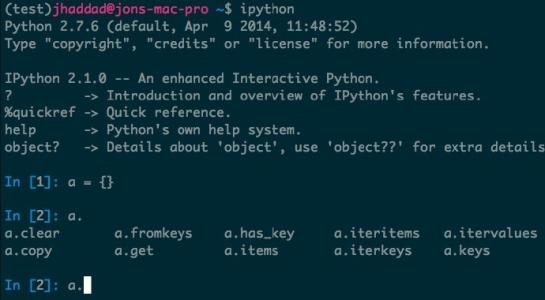 (test)jhaddad@jons-mac-pro ~$ ipython
Python 2.7.6 (default, Apr  9 2014, 11:48:52)
Type "copyright", "credits" or "license" for more information.

IPython 2.1.0 -- An enhanced Interactive Python.
?         -> Introduction and overview of IPython's features.
%quickref -> Quick reference.
help      -> Python's own help system.
object?   -> Details about 'object', use 'object??' for extra details

In [1]: a = {}

In [2]: a.
a.clear       a.fromkeys    a.has_key     a.iteritems   a.itervalues
a.copy        a.get         a.items       a.iterkeys    a.keys

In [2]: a.